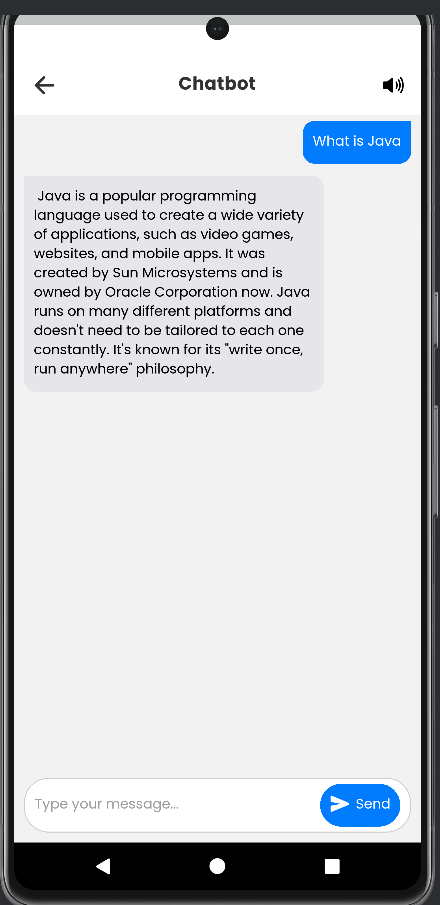 Chatbot
What is Java
Java is a popular programming
language used to create a wide variety
of applications, such as video games,
websites, and mobile apps. It was
created by Sun Microsystems and is
owned by Oracle Corporation now. Java
runs on many different platforms and
doesn't need to be tailored to each one
constantly. It's known for its "write once,
run anywhere" philosophy.
Type your message...
Send